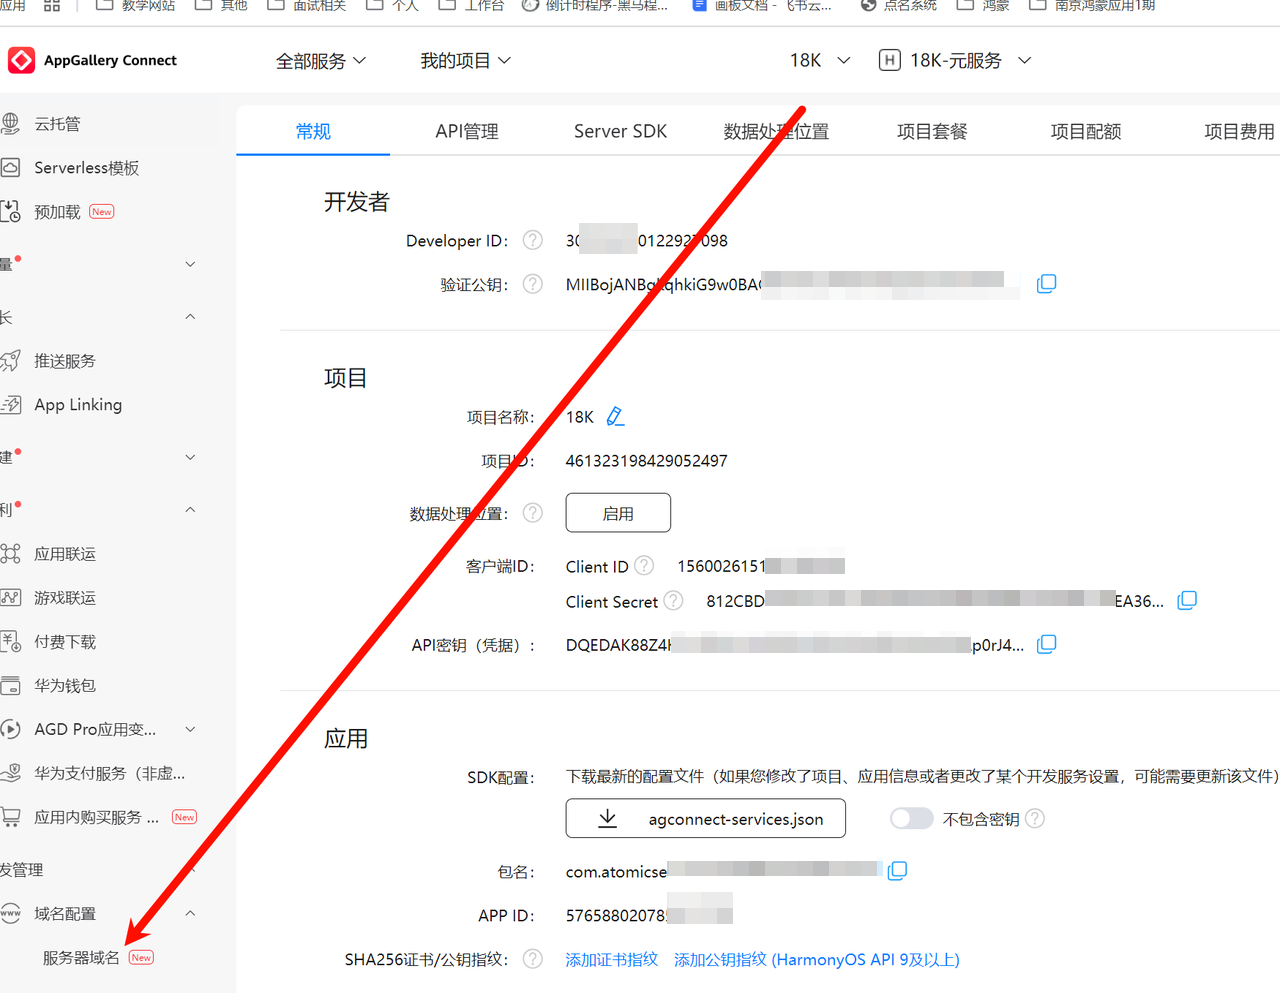 应用 教学网站 其他 面试相关 个人 工作台 倒计时程序-黑马程... 画板文档 - 飞书云... 点名系统 鸿蒙 南京鸿蒙应用1期
AppGallery Connect 全部服务 我的项目 18K H 18K-元服务
云托管
Serverless模板
预加载 New
量
长
推送服务
App Linking
建
利
应用联运
游戏联运
付费下载
华为钱包
AGD Pro应用变...
华为支付服务（非虚...
应用内购买服务 ... New
发管理
www 域名配置
服务器域名 New
常规 API管理 Server SDK 数据处理位置 项目套餐 项目配额 项目费用
开发者
Developer ID: ? 30 0122927098
验证公钥: ? MIIBojANBgkqhkiG9w0BAQ
项目
项目名称: 18K
项目ID: 461323198429052497
数据处理位置: ? 启用
客户端ID: Client ID ? 1560026151
Client Secret ? 812CBD EA36...
API密钥（凭据）: DQEDAK88Z4 p0rJ4...
应用
SDK配置: 下载最新的配置文件（如果您修改了项目、应用信息或者更改了某个开发服务设置，可能需要更新该文件）
agconnect-services.json 不包含密钥 ?
包名: com.atomicse
APP ID: 57658802078
SHA256证书/公钥指纹: ? 添加证书指纹 添加公钥指纹 (HarmonyOS API 9及以上)